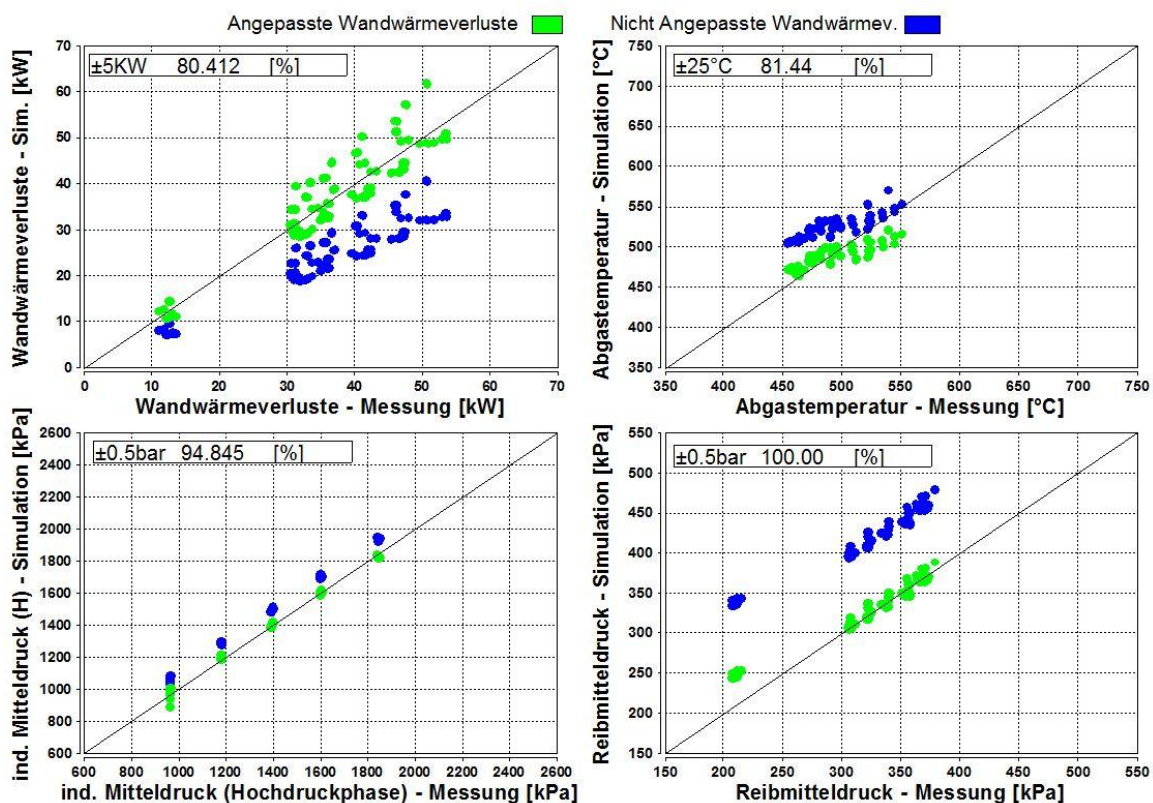 Angepasste Wandwärmeverluste
Nicht Angepasste Wandwärmev.
Wandwärmeverluste - Sim. [kW]
70
60
50
40
30
20
10
0
±5KW 80.412 [%]
0 10 20 30 40 50 60 70
Wandwärmeverluste - Messung [kW]
Abgastemperatur - Simulation [°C]
750
700
650
600
550
500
450
400
350
±25°C 81.44 [%]
350 400 450 500 550 600 650 700 750
Abgastemperatur - Messung [°C]
ind. Mitteldruck (H) - Simulation [kPa]
2600
2400
2200
2000
1800
1600
1400
1200
1000
800
600
±0.5bar 94.845 [%]
600 800 1000 1200 1400 1600 1800 2000 2200 2400 2600
ind. Mitteldruck (Hochdruckphase) - Messung [kPa]
Reibmitteldruck - Simulation [kPa]
550
500
450
400
350
300
250
200
150
±0.5bar 100.00 [%]
150 200 250 300 350 400 450 500 550
Reibmitteldruck - Messung [kPa]